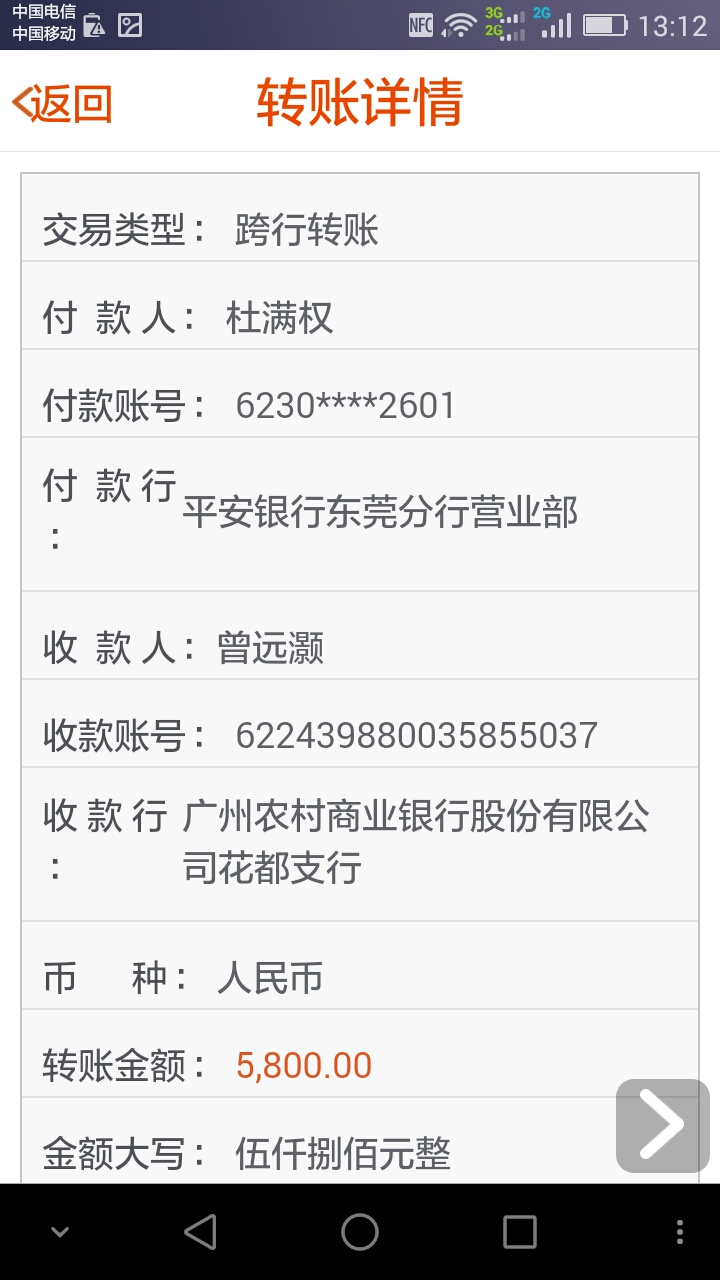 中国电信
中国移动
NFC
3G
2G
2G
13:12
返回
转账详情
交易类型： 跨行转账
付 款 人： 杜满权
付款账号： 6230****2601
付 款 行
：
平安银行东莞分行营业部
收 款 人： 曾远灏
收款账号： 622439880035855037
收 款 行
：
广州农村商业银行股份有限公
司花都支行
币 种： 人民币
转账金额： 5,800.00
金额大写： 伍仟捌佰元整